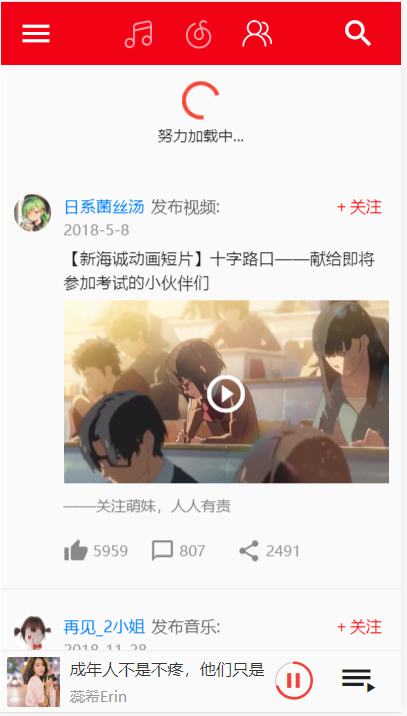 努力加载中...
日系菌丝汤 发布视频: + 关注
2018-5-8
【新海诚动画短片】十字路口——献给即将
参加考试的小伙伴们
——关注萌妹，人人有责
5959 807 2491
再见_2小姐 发布音乐: + 关注
2018-11-28
成年人不是不疼，他们只是
蕊希Erin